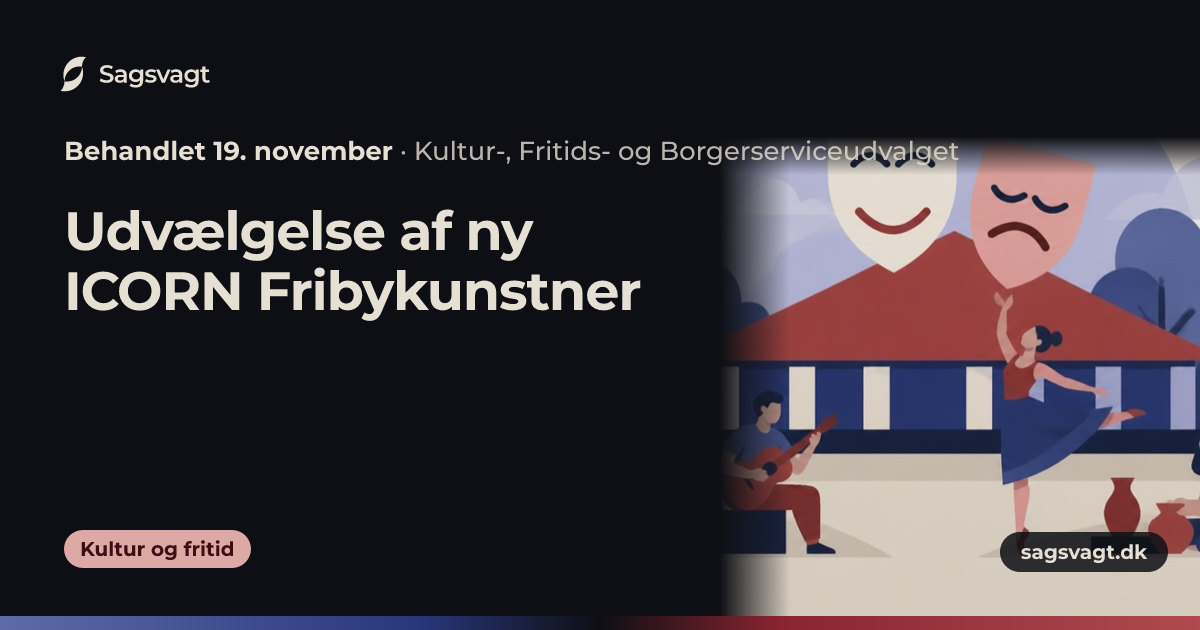 Sagsvagt
Behandlet 19. november · Kultur-, Fritids- og Borgerserviceudvalget
Udvælgelse af ny
ICORN Fribykunstner
Kultur og fritid
sagsvagt.dk